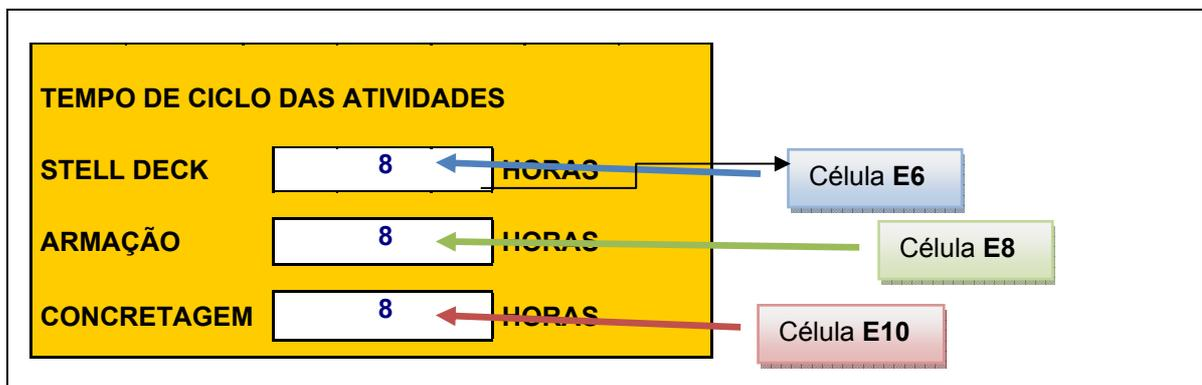 TEMPO DE CICLO DAS ATIVIDADES
STELL DECK 8 HORAS Célula E6
ARMAÇÃO 8 HORAS Célula E8
CONCRETAGEM 8 HORAS Célula E10